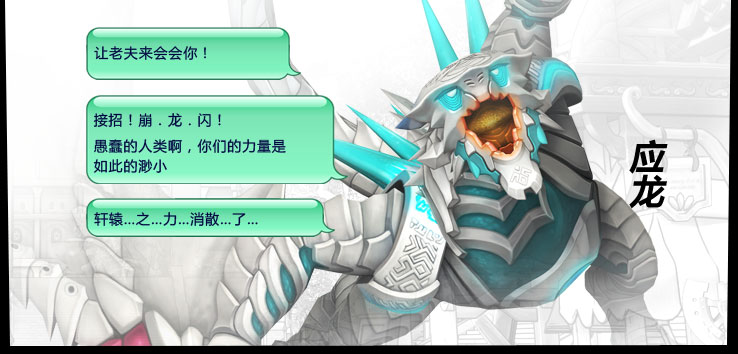 让老夫来会会你！
接招！崩．龙．闪！
愚蠢的人类啊，你们的力量是
如此的渺小
轩辕...之...力...消散...了...
应龙